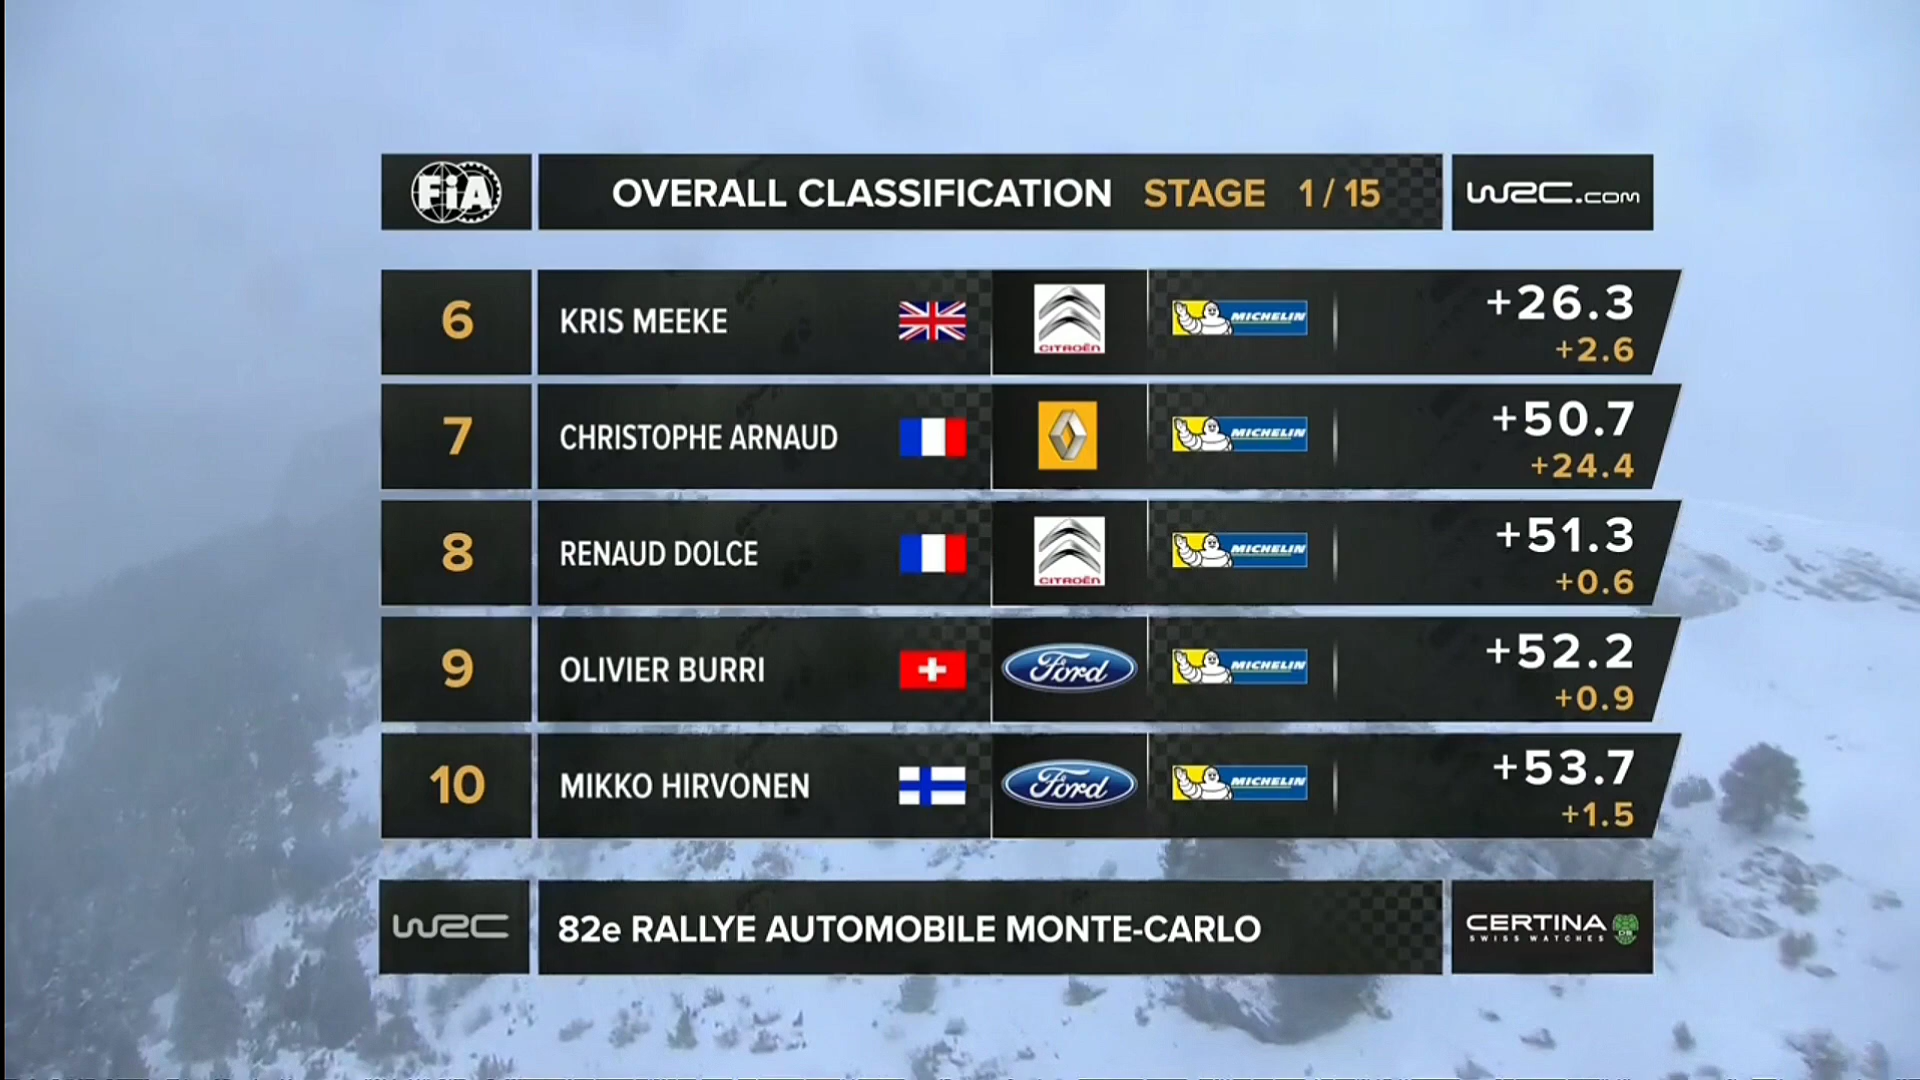 FiA OVERALL CLASSIFICATION STAGE 1 / 15 WRC.COM
6 KRIS MEEKE CITROËN MICHELIN +26.3
+2.6
7 CHRISTOPHE ARNAUD MICHELIN +50.7
+24.4
8 RENAUD DOLCE CITROËN MICHELIN +51.3
+0.6
9 OLIVIER BURRI Ford MICHELIN +52.2
+0.9
10 MIKKO HIRVONEN Ford MICHELIN +53.7
+1.5
WRC 82e RALLYE AUTOMOBILE MONTE-CARLO CERTINA
SWISS WATCHES